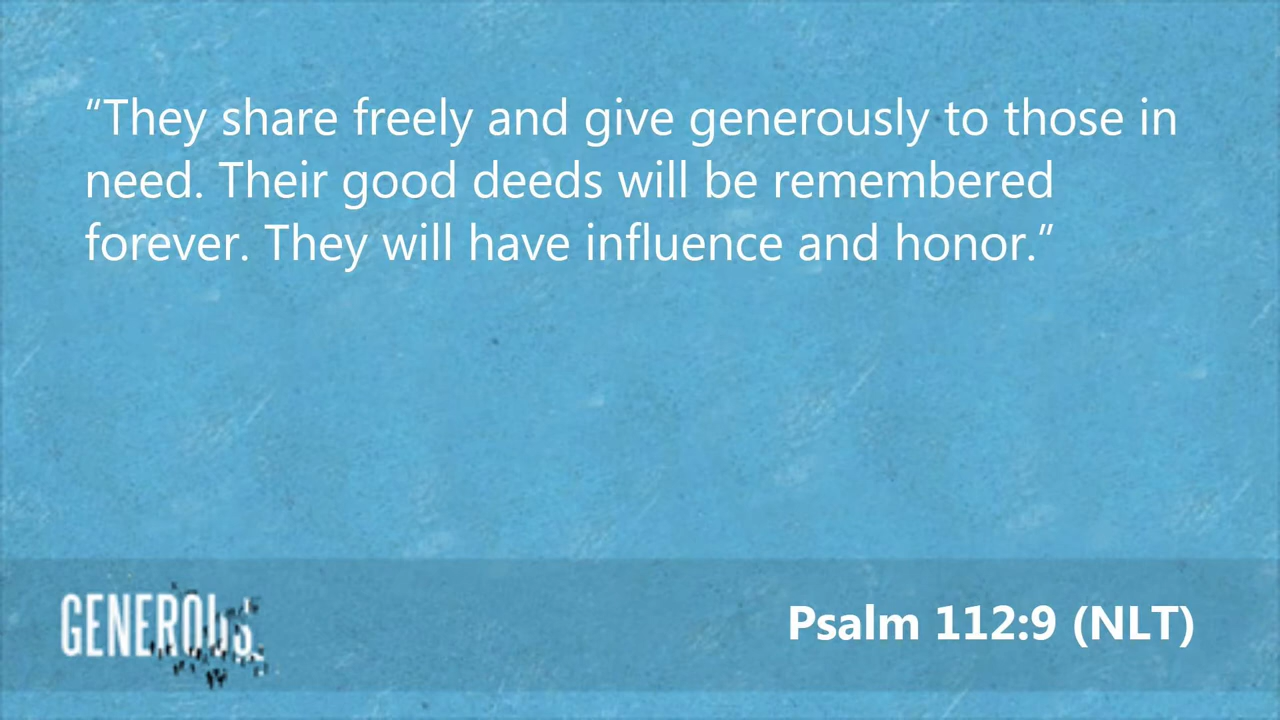 “They share freely and give generously to those in
need. Their good deeds will be remembered
forever. They will have influence and honor.”
GENEROUS
Psalm 112:9 (NLT)